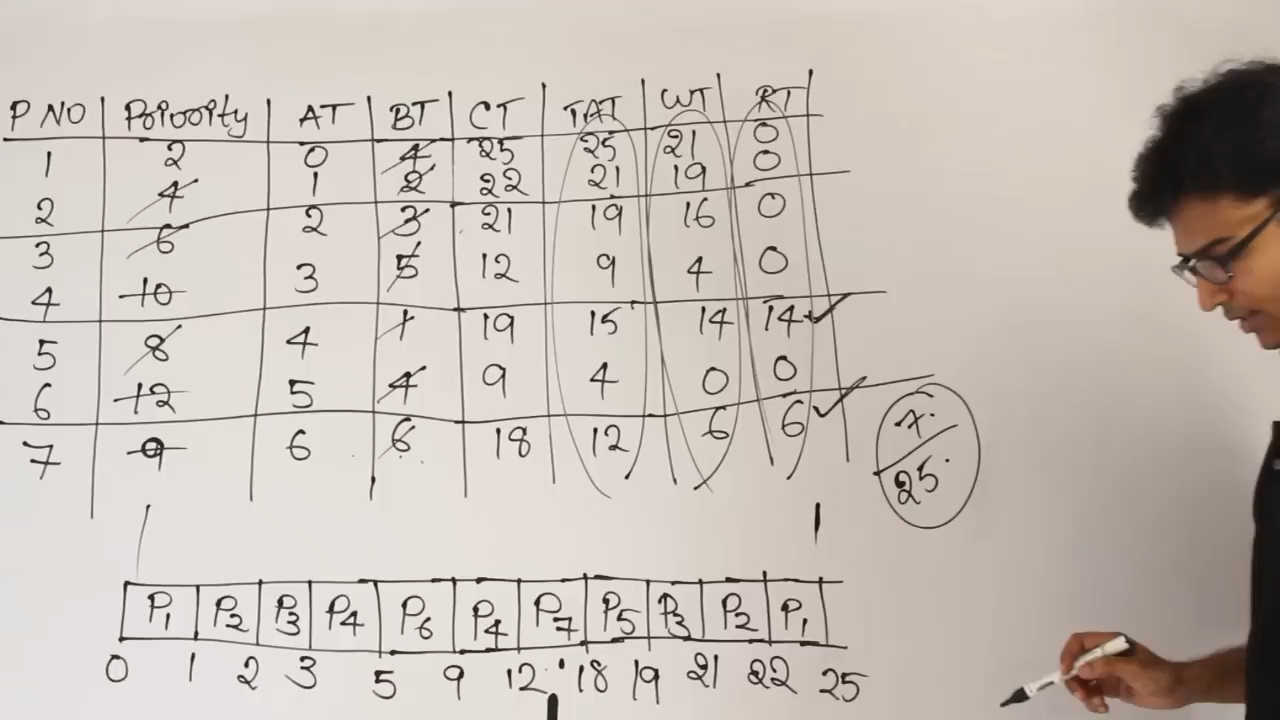 P NO Priority AT BT CT TAT WT RT
1 2 0 4 25 25 21 0
2 4 1 2 22 21 19 0
3 6 2 3 21 19 16 0
4 10 3 5 12 9 4 0
5 8 4 1 19 15 14 14 ✓
6 12 5 4 9 4 0 0
7 9 6 6 18 12 6 6 ✓
7
25
P1 P2 P3 P4 P6 P4 P7 P5 P3 P2 P1
0 1 2 3 5 9 12 18 19 21 22 25